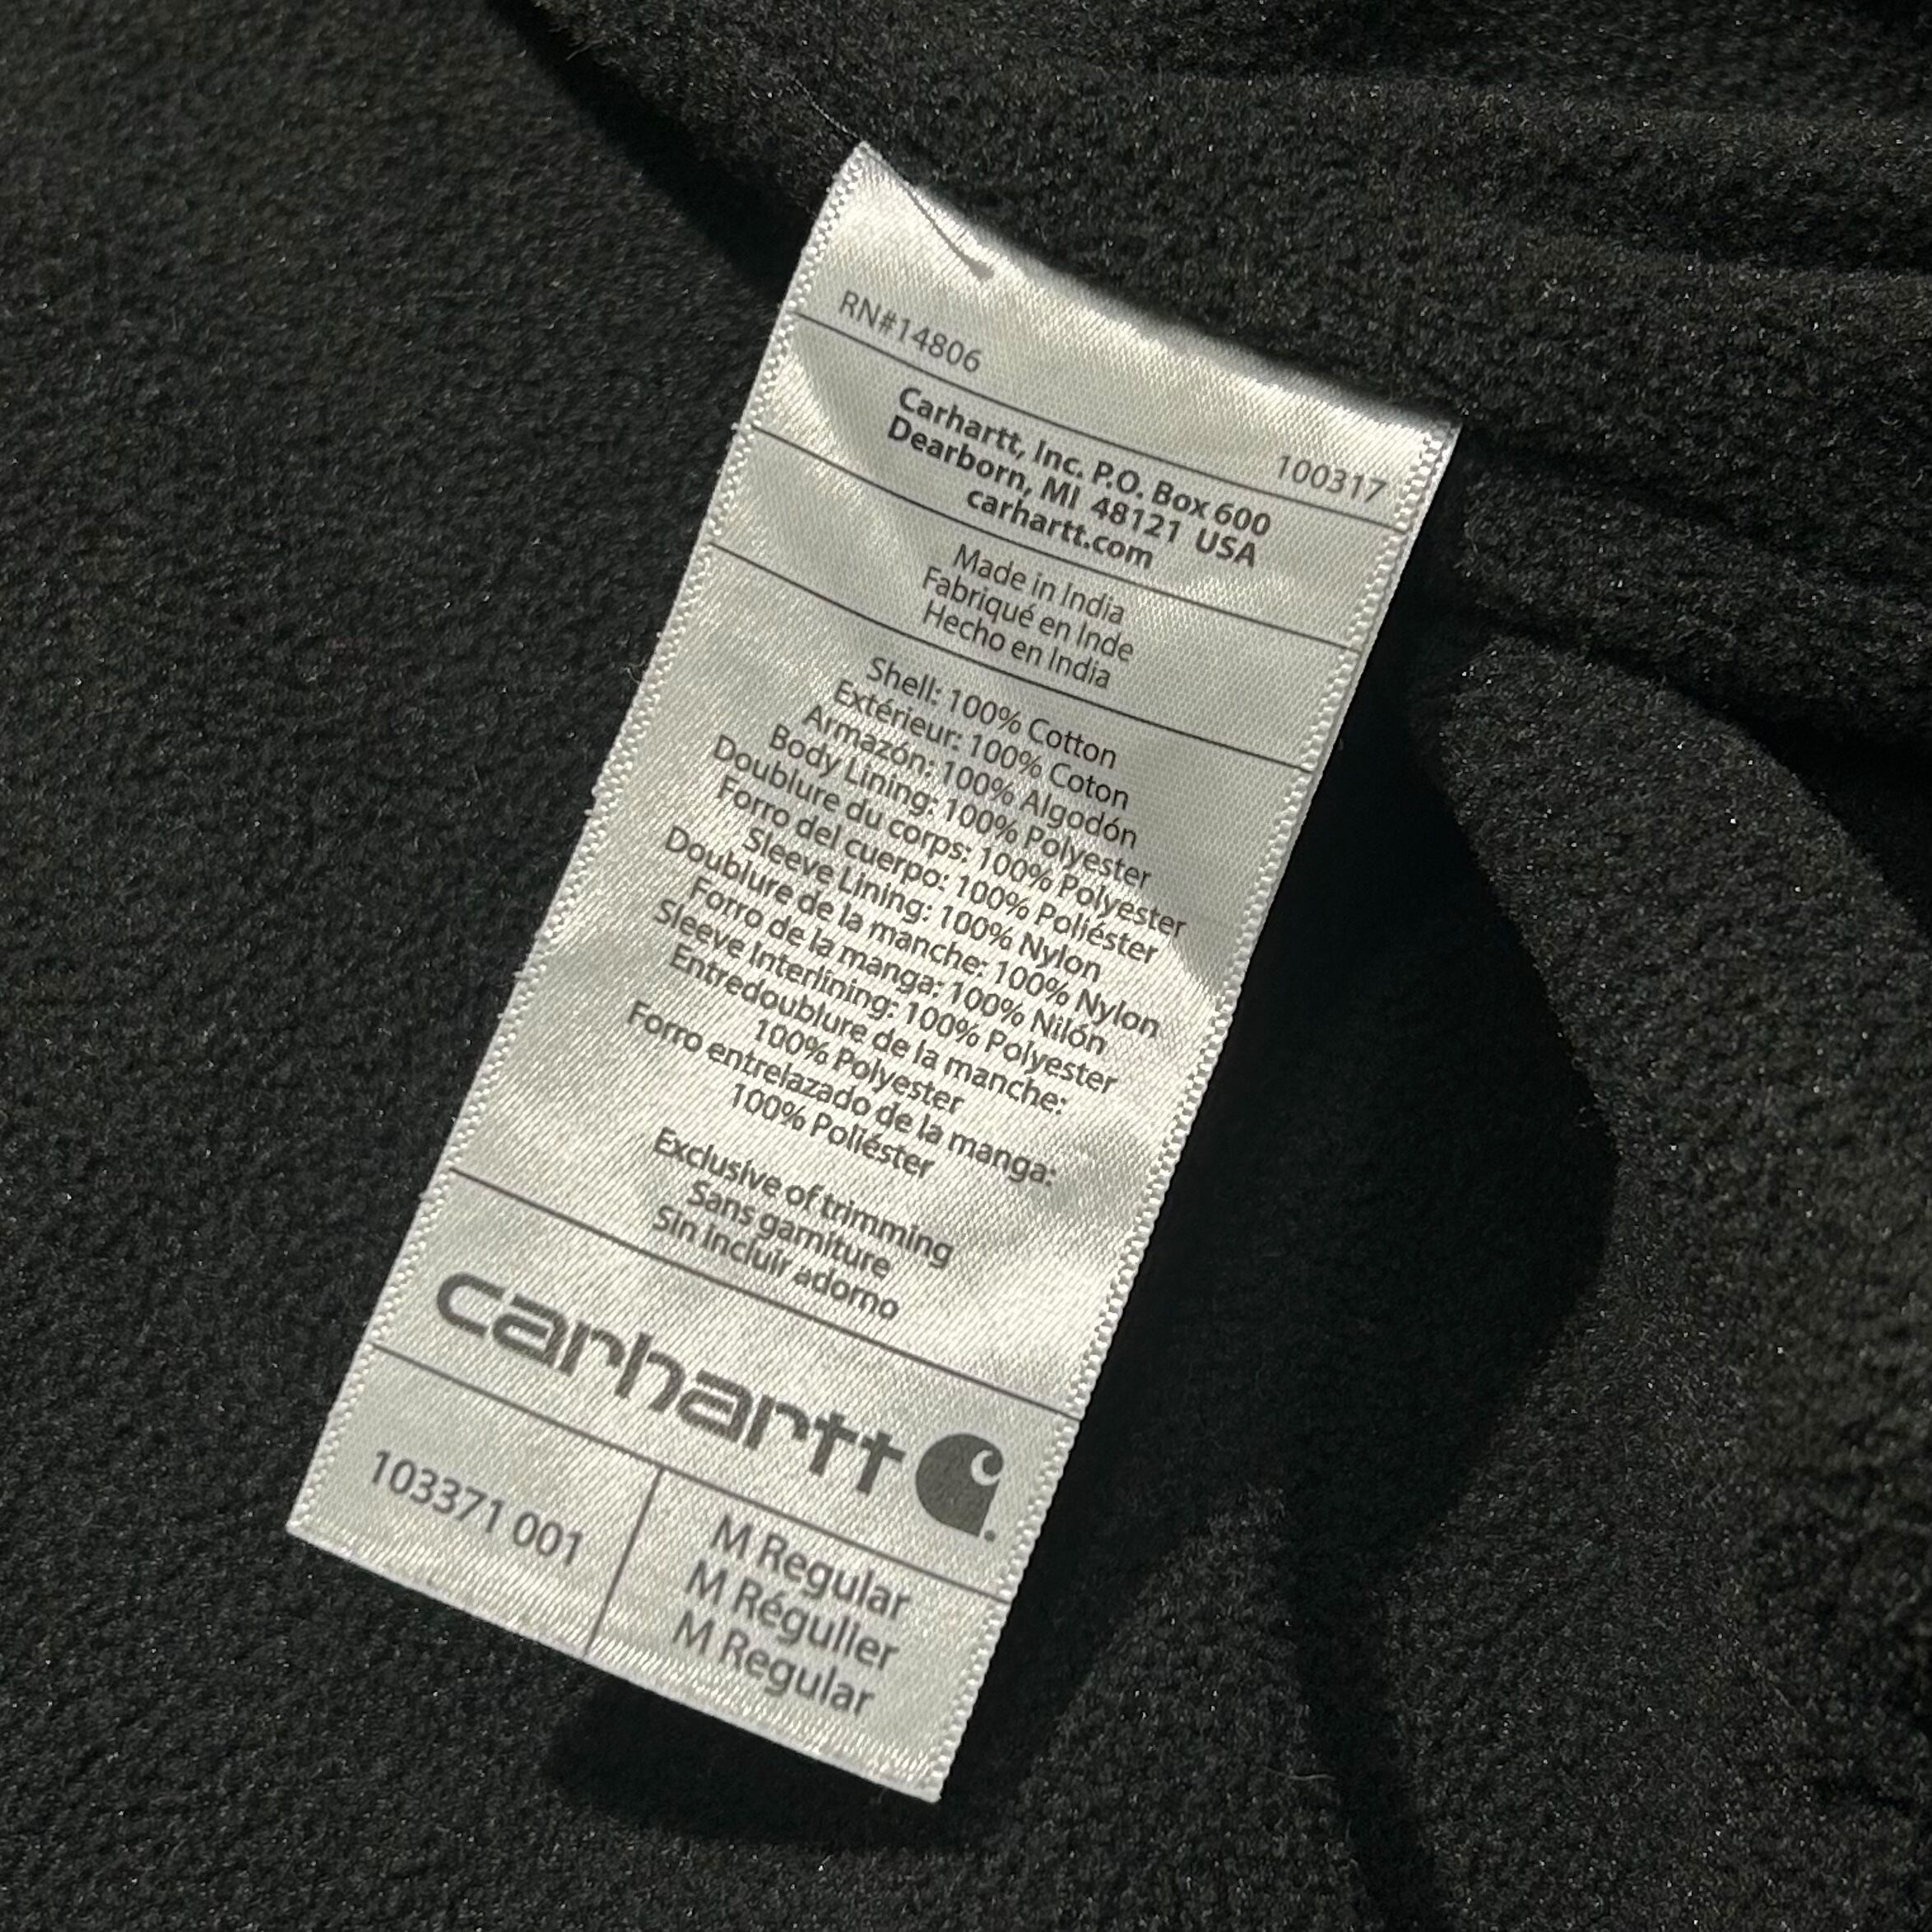 RN#14806 100317
Carhartt, Inc. P.O. Box 600
Dearborn, MI 48121 USA
carhartt.com
Made in India
Fabriqué en Inde
Hecho en India
Shell: 100% Cotton
Extérieur: 100% Coton
Armazón: 100% Algodón
Body Lining: 100% Polyester
Doublure du corps: 100% Polyester
Forro del cuerpo: 100% Poliéster
Sleeve Lining: 100% Nylon
Doublure de la manche: 100% Nylon
Forro de la manga: 100% Nilón
Sleeve Interlining: 100% Polyester
Entredoublure de la manche:
100% Polyester
Forro entrelazado de la manga:
100% Poliéster
Exclusive of trimming
Sans garniture
Sin incluir adorno
carhartt
103371 001
M Regular
M Régulier
M Regular